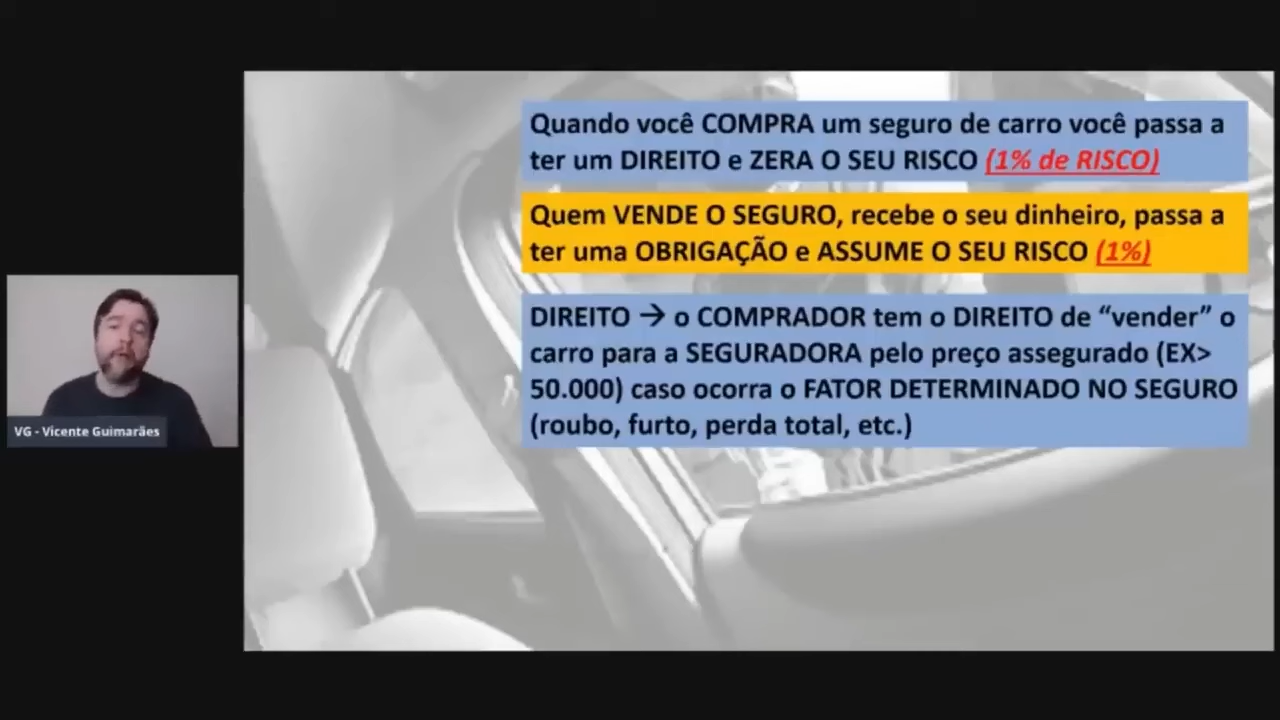 Quando você COMPRA um seguro de carro você passa a
ter um DIREITO e ZERA O SEU RISCO (1% de RISCO)
Quem VENDE O SEGURO, recebe o seu dinheiro, passa a
ter uma OBRIGAÇÃO e ASSUME O SEU RISCO (1%)
DIREITO → o COMPRADOR tem o DIREITO de “vender” o
carro para a SEGURADORA pelo preço assegurado (EX>
50.000) caso ocorra o FATOR DETERMINADO NO SEGURO
(roubo, furto, perda total, etc.)
VG - Vicente Guimarães